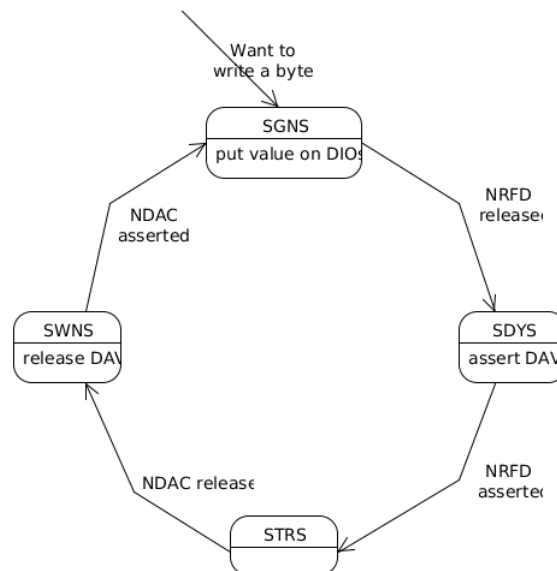 Want to
write a byte
SGNS
put value on DIOs
NRFD
released
NDAC
asserted
SWNS
release DAV
SDYS
assert DAV
NRFD
asserted
NDAC release
STRS